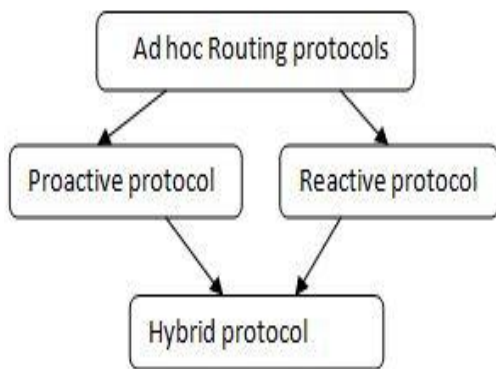 Ad hoc Routing protocols
Proactive protocol
Reactive protocol
Hybrid protocol